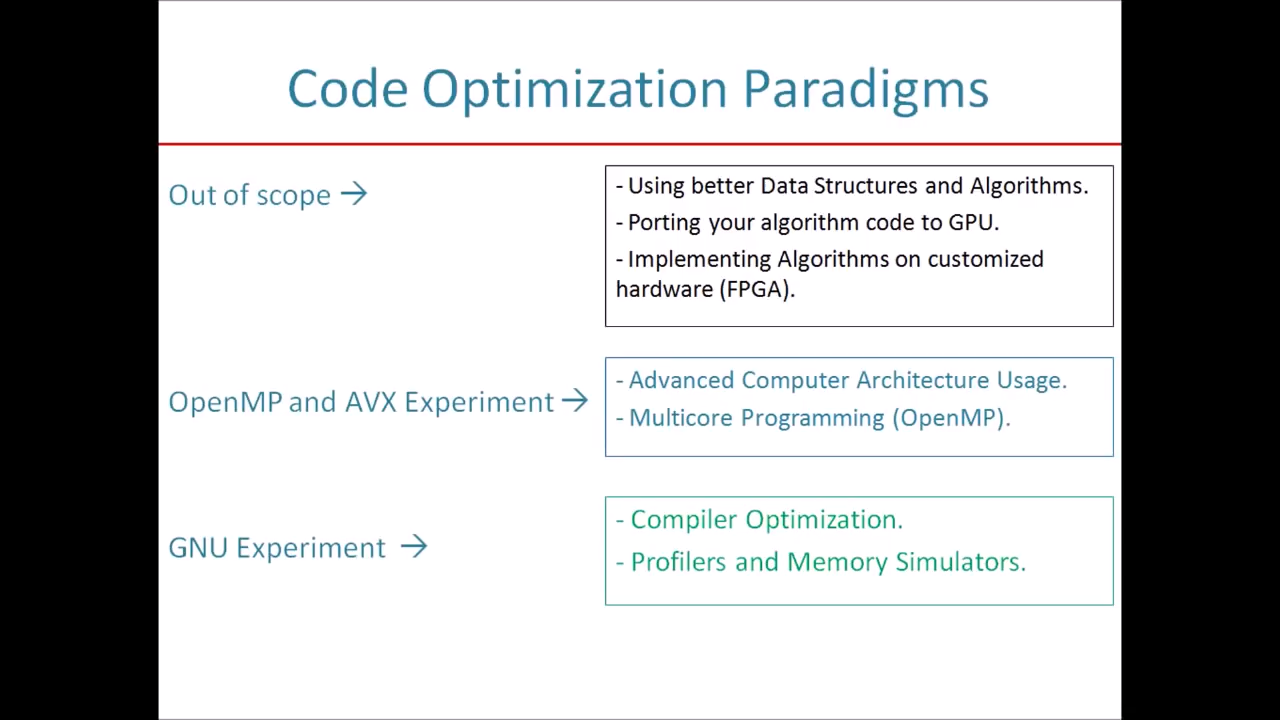 Code Optimization Paradigms
Out of scope →
- Using better Data Structures and Algorithms.
- Porting your algorithm code to GPU.
- Implementing Algorithms on customized
hardware (FPGA).
OpenMP and AVX Experiment →
- Advanced Computer Architecture Usage.
- Multicore Programming (OpenMP).
GNU Experiment →
- Compiler Optimization.
- Profilers and Memory Simulators.